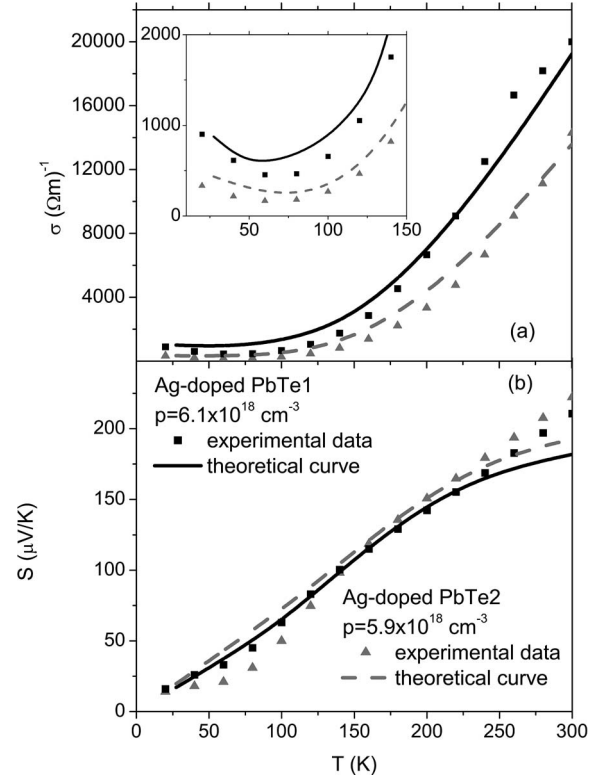 20000
16000
12000
8000
4000
σ (Ωm)⁻¹
2000
1000
0
0 50 100 150
(a)
(b)
Ag-doped PbTe1
p=6.1x10¹⁸ cm⁻³
experimental data
theoretical curve
200
150
100
50
0
S (μV/K)
Ag-doped PbTe2
p=5.9x10¹⁸ cm⁻³
experimental data
theoretical curve
0 50 100 150 200 250 300
T (K)